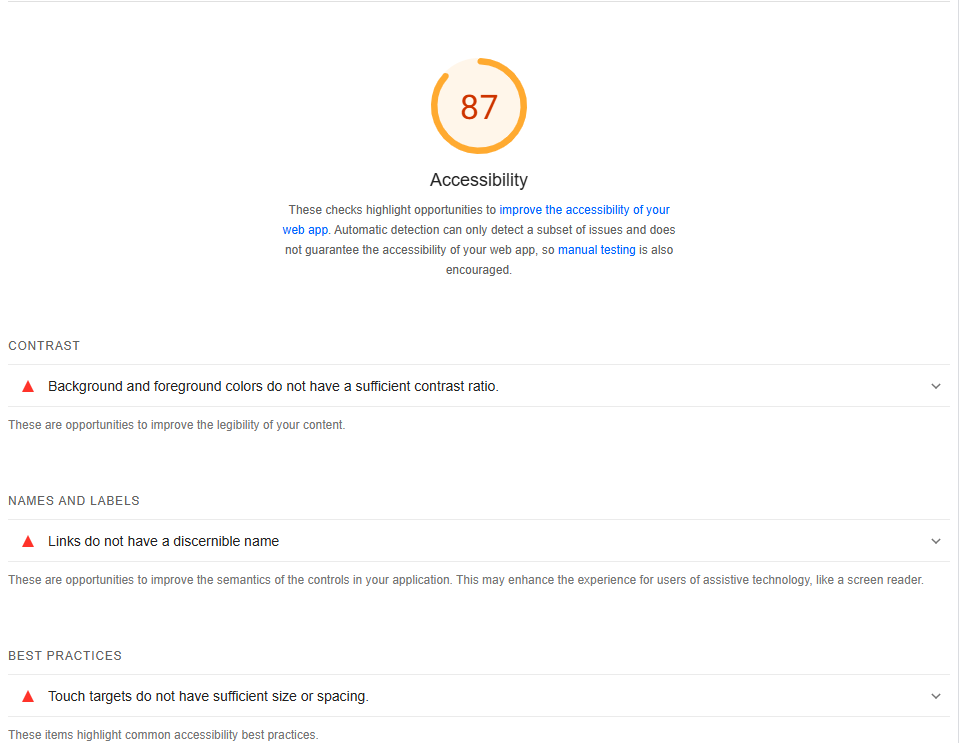 87
Accessibility
These checks highlight opportunities to improve the accessibility of your
web app. Automatic detection can only detect a subset of issues and does
not guarantee the accessibility of your web app, so manual testing is also
encouraged.
CONTRAST
Background and foreground colors do not have a sufficient contrast ratio.
These are opportunities to improve the legibility of your content.
NAMES AND LABELS
Links do not have a discernible name
These are opportunities to improve the semantics of the controls in your application. This may enhance the experience for users of assistive technology, like a screen reader.
BEST PRACTICES
Touch targets do not have sufficient size or spacing.
These items highlight common accessibility best practices.